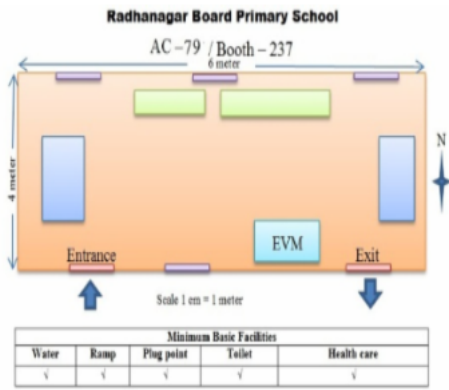 Radhanagar Board Primary School
AC -79 / Booth - 237
6 meter
4 meter
N
EVM
Entrance
Exit
Scale 1 cm = 1 meter
Minimum Basic Facilities
Water Ramp Plug point Toilet Health care
√ √ √ √ √